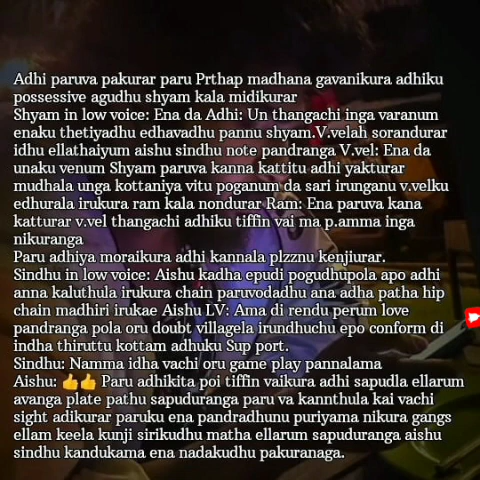 Adhi paruva pakurar paru Prthap madhana gavanikura adhiku
possessive agudhu shyam kala midikurar
Shyam in low voice: Ena da Adhi: Un thangachi inga varanum
enaku thetiyadhu edhavadhu pannu shyam.V.velah sorandurar
idhu ellathaiyum aishu sindhu note pandranga V.vel: Ena da
unaku venum Shyam paruva kanna kattitu adhi yakturar
mudhala unga kottaniya vitu poganum da sari irunganu v.velku
edhurala irukura ram kala nondurar Ram: Ena paruva kana
katturar v.vel thangachi adhiku tiffin vai ma p.amma inga
nikuranga
Paru adhiya moraikura adhi kannala plzznu kenjiurar.
Sindhu in low voice: Aishu kadha epudi pogudhupola apo adhi
anna kaluthula irukura chain paruvodadhu ana adha patha hip
chain madhiri irukae Aishu LV: Ama di rendu perum love
pandranga pola oru doubt villagela irundhuchu epo conform di
indha thiruttu kottam adhuku Sup port.
Sindhu: Namma idha vachi oru game play pannalama
Aishu: 👍👍 Paru adhikita poi tiffin vaikura adhi sapudla ellarum
avanga plate pathu sapuduranga paru va kannthula kai vachi
sight adikurar paruku ena pandradhunu puriyama nikura gangs
ellam keela kunji sirikudhu matha ellarum sapuduranga aishu
sindhu kandukama ena nadakudhu pakuranaga.